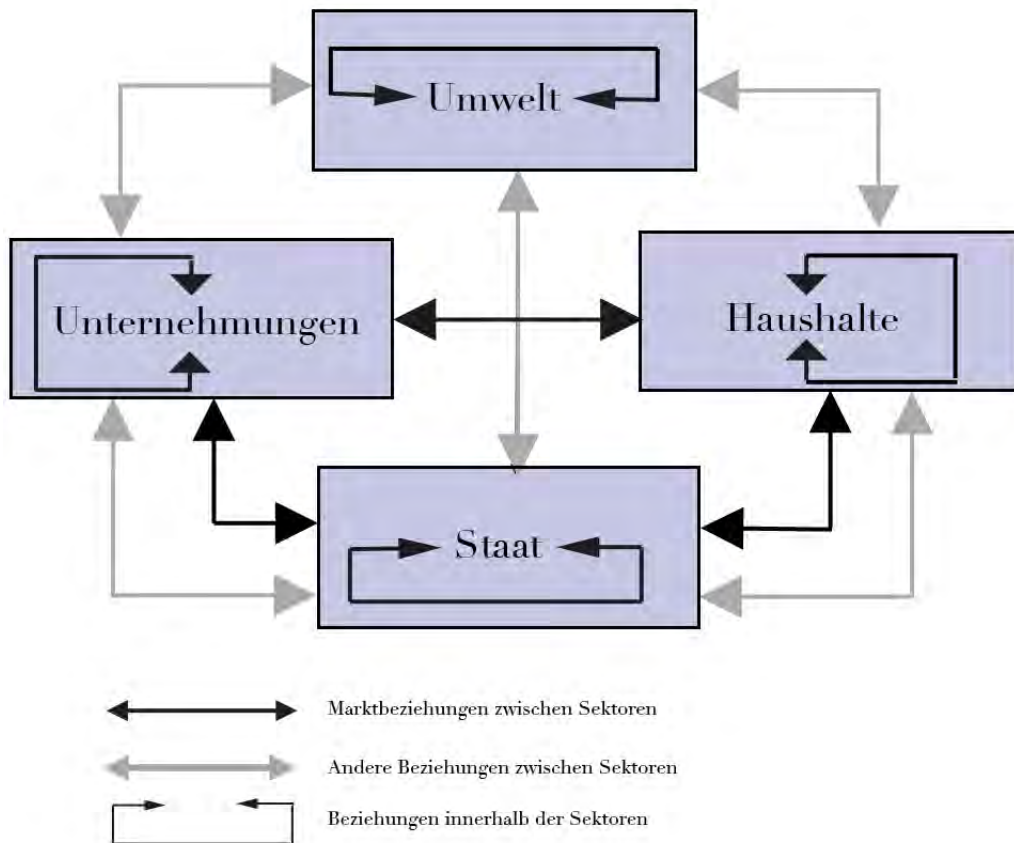 Umwelt
Unternehmungen
Haushalte
Staat
Marktbeziehungen zwischen Sektoren
Andere Beziehungen zwischen Sektoren
Beziehungen innerhalb der Sektoren